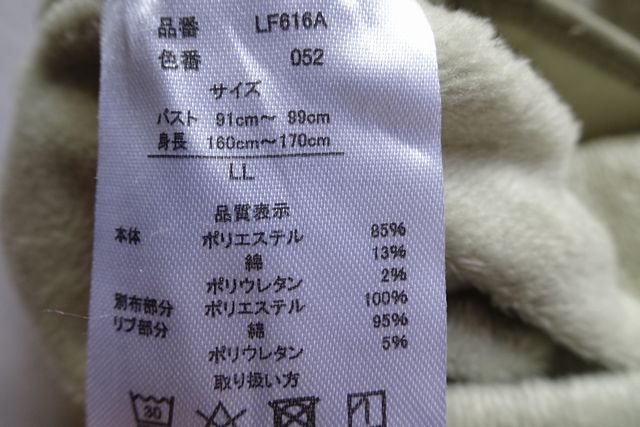 品番 LF616A
色番 052
サイズ
バスト 91cm～ 99cm
身長 160cm～170cm
LL
品質表示
本体 ポリエステル 85%
綿 13%
ポリウレタン 2%
別布部分 ポリエステル 100%
リブ部分 綿 95%
ポリウレタン 5%
取り扱い方
30